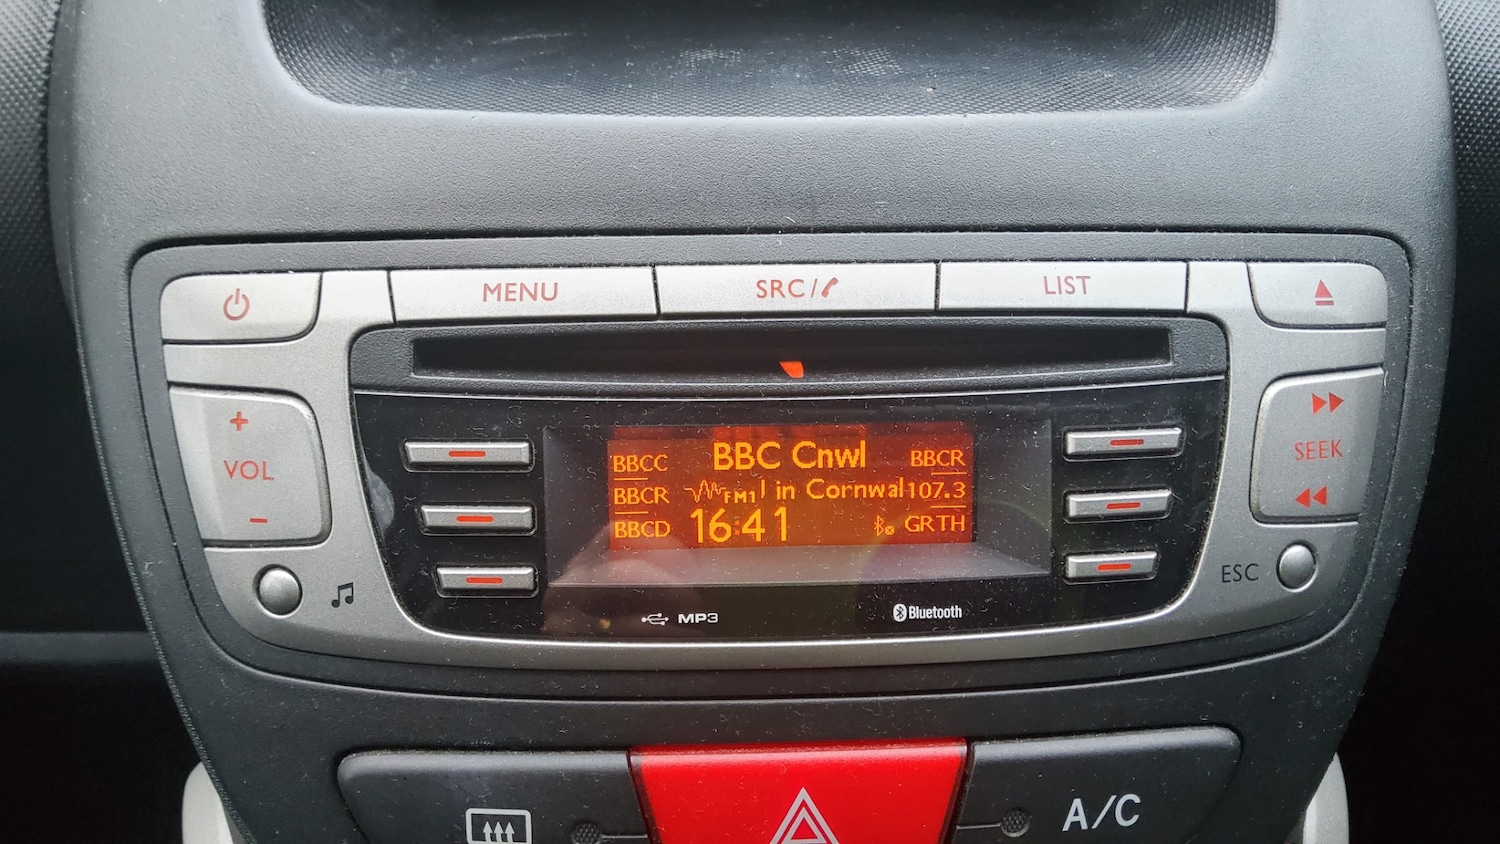 MENU
SRC/
LIST
+
VOL
−
SEEK
ESC
BBCC
BBC Cnwl
BBCR
BBCR
FM1
l in Cornwal
107.3
BBCD
16:41
GRTH
MP3
Bluetooth
A/C